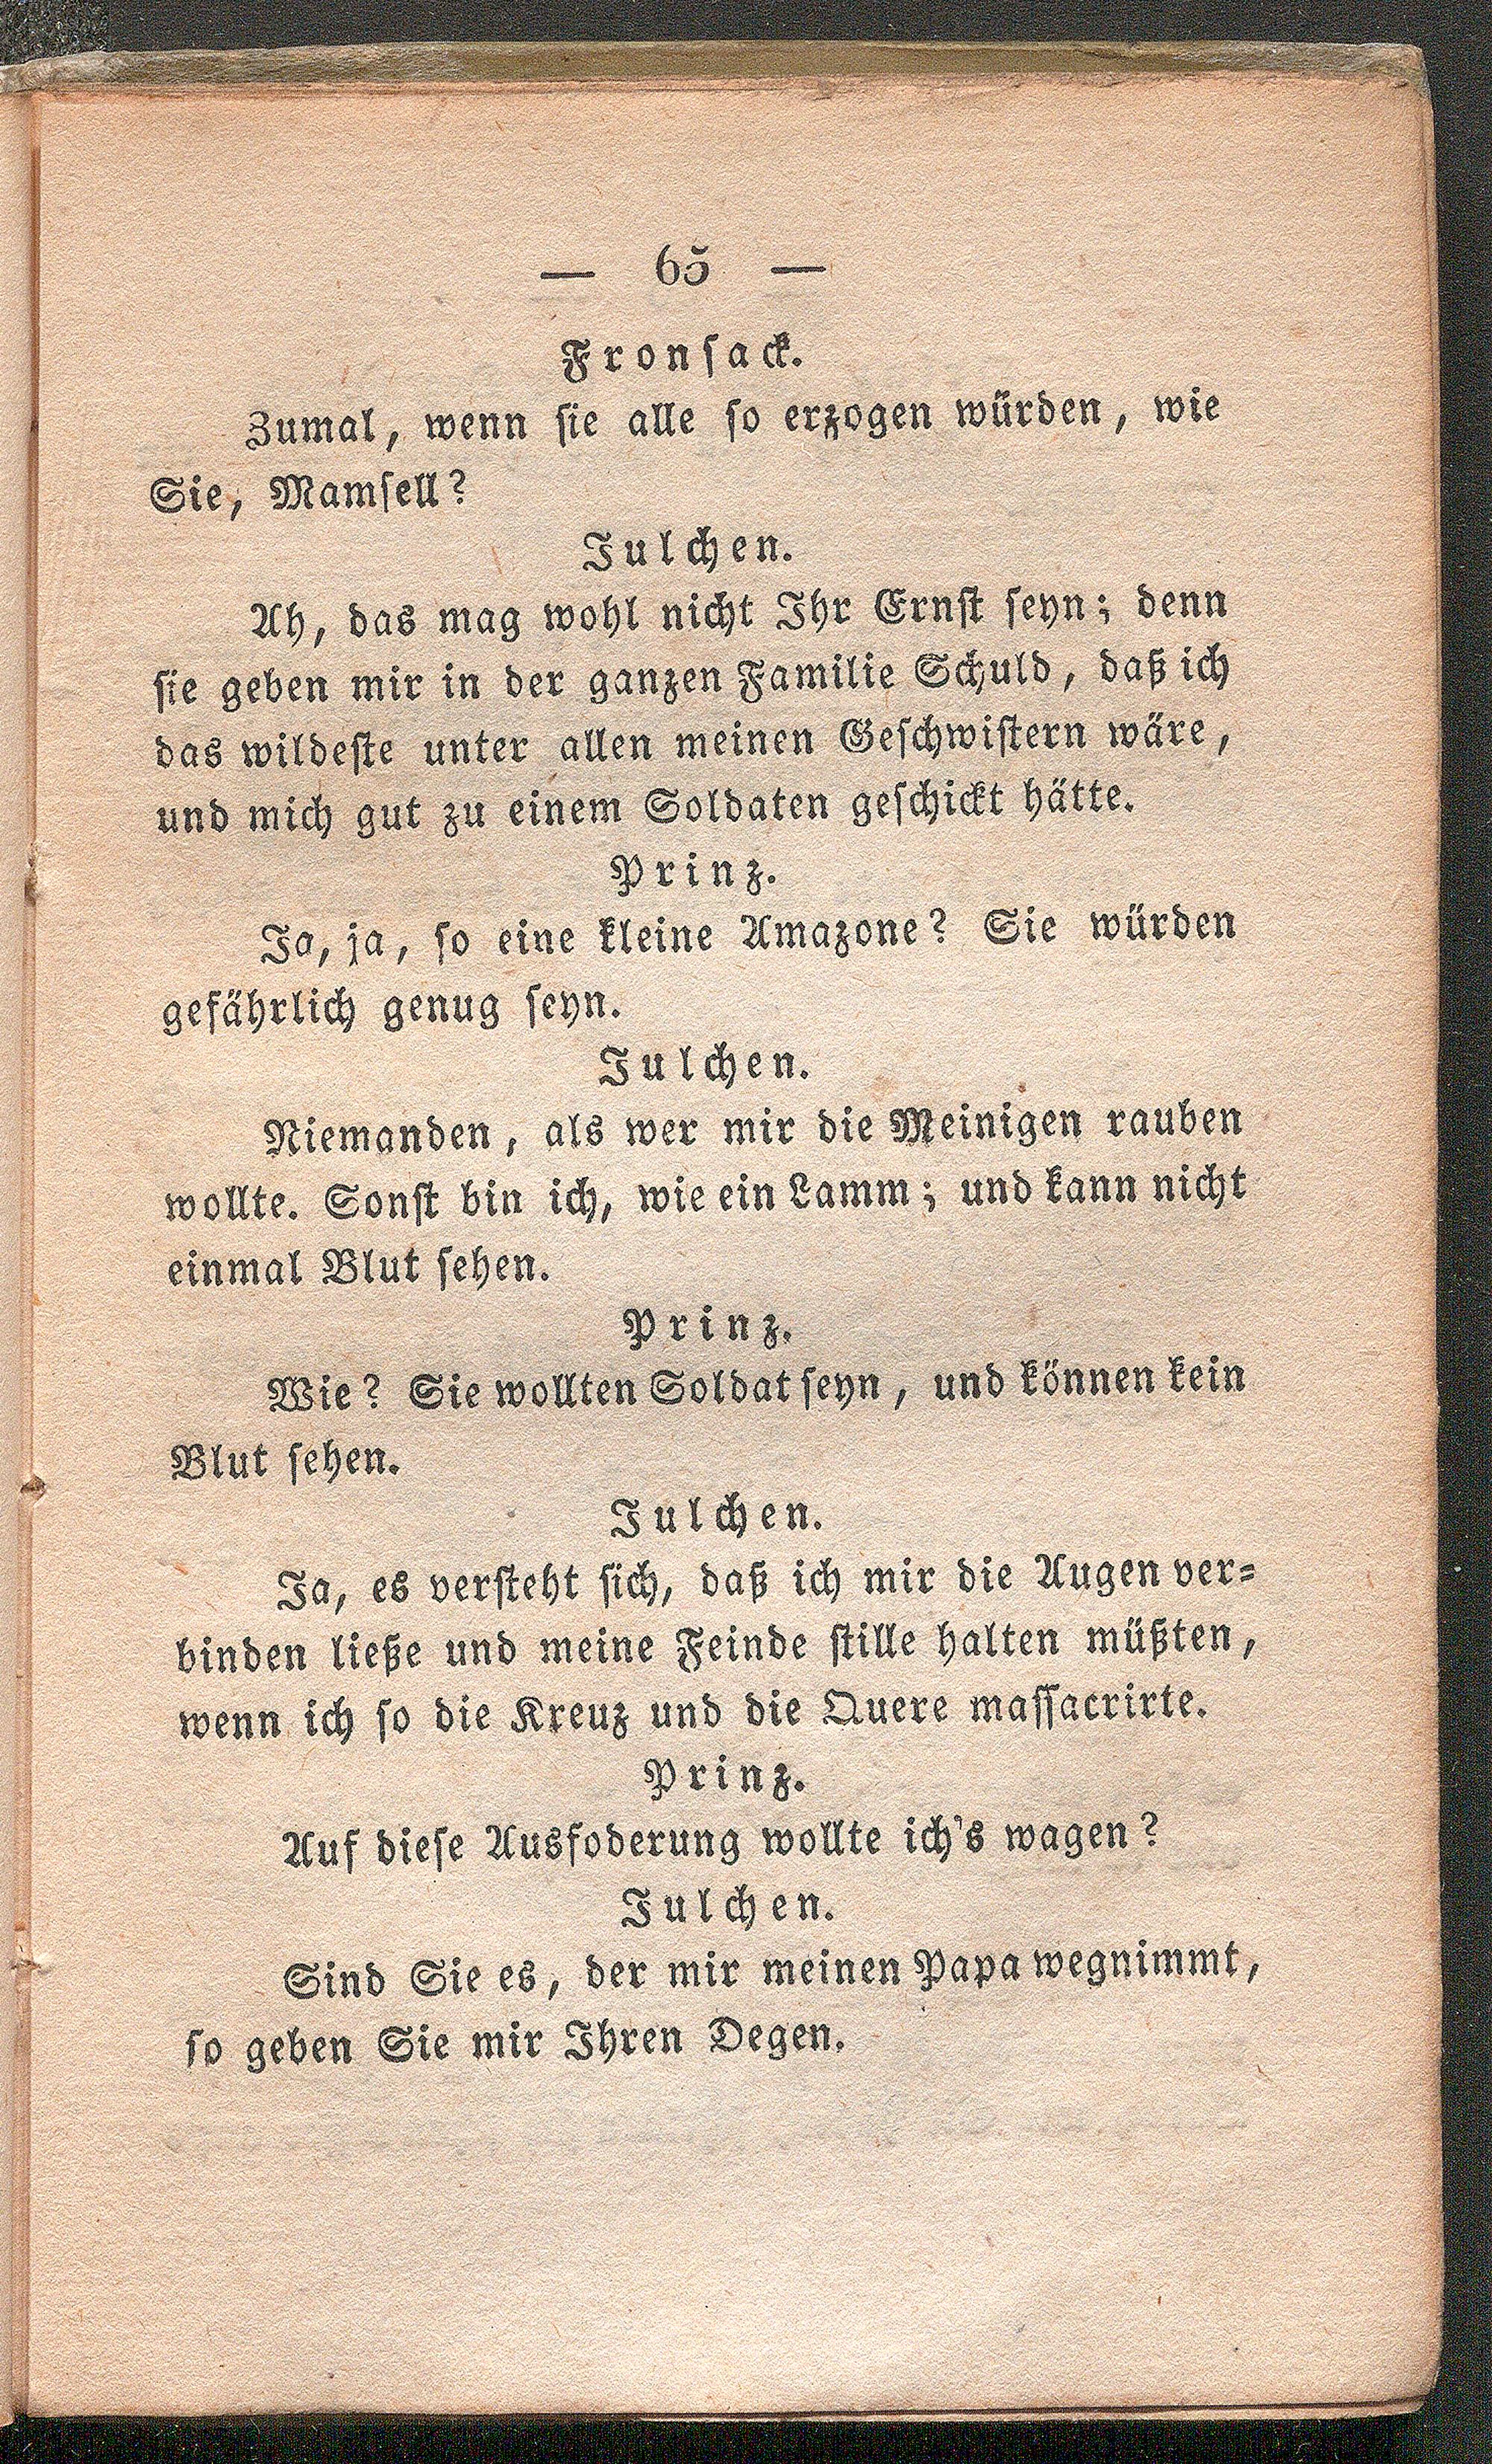 — 65 —
Fronsack.
Zumal, wenn sie alle so erzogen würden, wie
Sie, Mamsell?
Julchen.
Ah, das mag wohl nicht Ihr Ernst seyn; denn
sie geben mir in der ganzen Familie Schuld, daß ich
das wildeste unter allen meinen Geschwistern wäre,
und mich gut zu einem Soldaten geschickt hätte.
Prinz.
Ja, ja, so eine kleine Amazone? Sie würden
gefährlich genug seyn.
Julchen.
Niemanden, als wer mir die Meinigen rauben
wollte. Sonst bin ich, wie ein Lamm; und kann nicht
einmal Blut sehen.
Prinz.
Wie? Sie wollten Soldat seyn, und können kein
Blut sehen.
Julchen.
Ja, es versteht sich, daß ich mir die Augen ver-
binden ließe und meine Feinde stille halten müßten,
wenn ich so die Kreuz und die Quere massacrirte.
Prinz.
Auf diese Ausfoderung wollte ich's wagen?
Julchen.
Sind Sie es, der mir meinen Papa wegnimmt,
so geben Sie mir Ihren Degen.